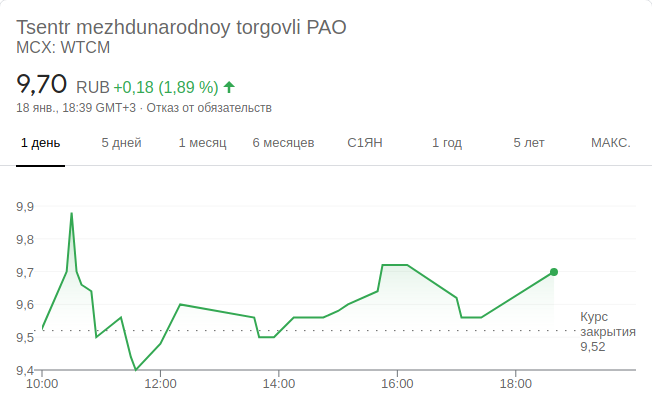 Tsentr mezhdunarodnoy torgovli PAO
MCX: WTCM
9,70 RUB +0,18 (1,89 %)
18 янв., 18:39 GMT+3 · Отказ от обязательств
1 день 5 дней 1 месяц 6 месяцев С1ЯН 1 год 5 лет МАКС.
9,9
9,8
9,7
9,6
9,5
9,4
Курс
закрытия
9,52
10:00 12:00 14:00 16:00 18:00